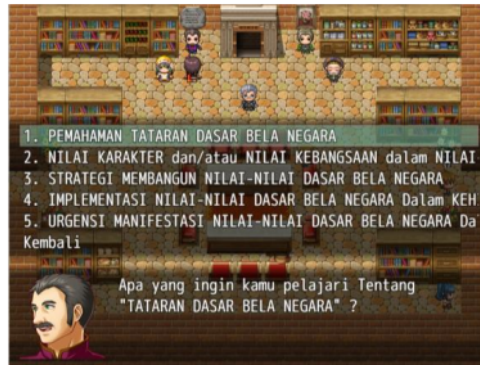 1. PEMAHAMAN TATARAN DASAR BELA NEGARA
2. NILAI KARAKTER dan/atau NILAI KEBANGSAAN dalam NILAI-
3. STRATEGI MEMBANGUN NILAI-NILAI DASAR BELA NEGARA
4. IMPLEMENTASI NILAI-NILAI DASAR BELA NEGARA Dalam KEH
5. URGENSI MANIFESTASI NILAI-NILAI DASAR BELA NEGARA Da
Kembali
Apa yang ingin kamu pelajari Tentang
"TATARAN DASAR BELA NEGARA" ?